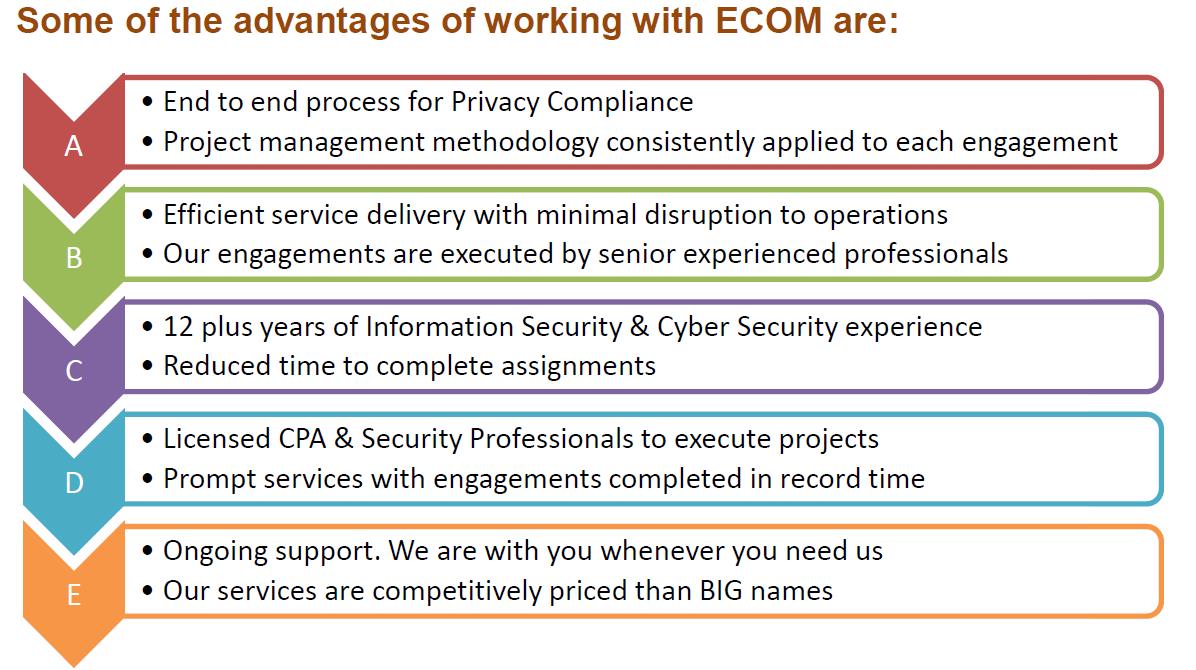 Some of the advantages of working with ECOM are:
A
• End to end process for Privacy Compliance
• Project management methodology consistently applied to each engagement
B
• Efficient service delivery with minimal disruption to operations
• Our engagements are executed by senior experienced professionals
C
• 12 plus years of Information Security & Cyber Security experience
• Reduced time to complete assignments
D
• Licensed CPA & Security Professionals to execute projects
• Prompt services with engagements completed in record time
E
• Ongoing support. We are with you whenever you need us
• Our services are competitively priced than BIG names